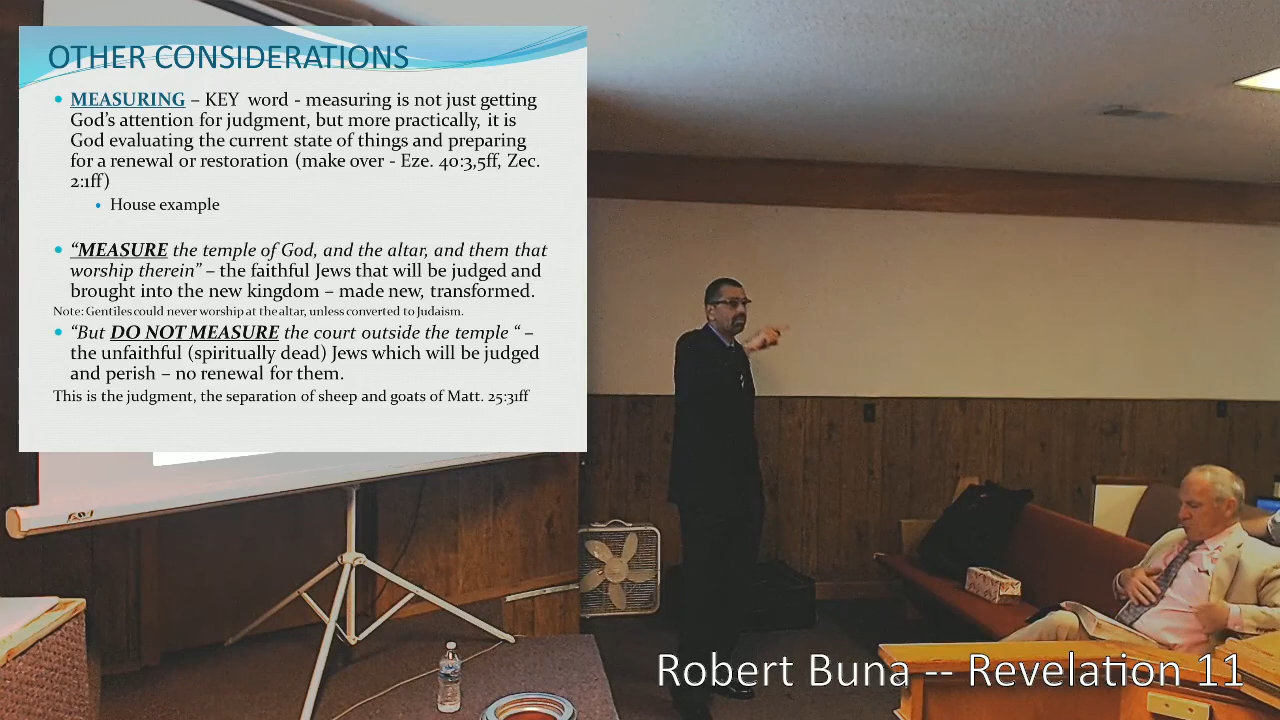 OTHER CONSIDERATIONS
• MEASURING – KEY word - measuring is not just getting
God's attention for judgment, but more practically, it is
God evaluating the current state of things and preparing
for a renewal or restoration (make over - Eze. 40:3,5ff, Zec.
2:1ff)
• House example
• “MEASURE the temple of God, and the altar, and them that
worship therein” – the faithful Jews that will be judged and
brought into the new kingdom – made new, transformed.
Note: Gentiles could never worship at the altar, unless converted to Judaism.
• “But DO NOT MEASURE the court outside the temple “ –
the unfaithful (spiritually dead) Jews which will be judged
and perish – no renewal for them.
This is the judgment, the separation of sheep and goats of Matt. 25:31ff
Robert Buna -- Revelation 11